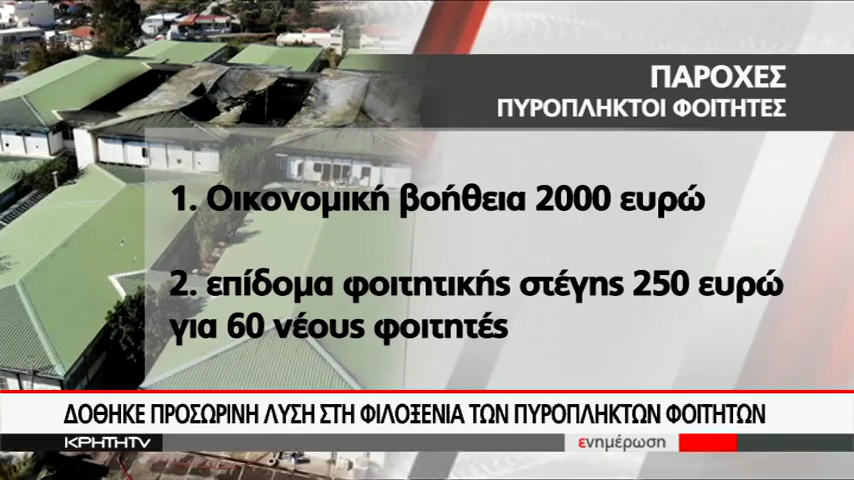 ΠΑΡΟΧΕΣ
ΠΥΡΟΠΛΗΚΤΟΙ ΦΟΙΤΗΤΕΣ
1. Οικονομική βοήθεια 2000 ευρώ
2. επίδομα φοιτητικής στέγης 250 ευρώ
για 60 νέους φοιτητές
ΔΟΘΗΚΕ ΠΡΟΣΩΡΙΝΗ ΛΥΣΗ ΣΤΗ ΦΙΛΟΞΕΝΙΑ ΤΩΝ ΠΥΡΟΠΛΗΚΤΩΝ ΦΟΙΤΗΤΩΝ
ΚΡΗΤΗTV
ενημέρωση